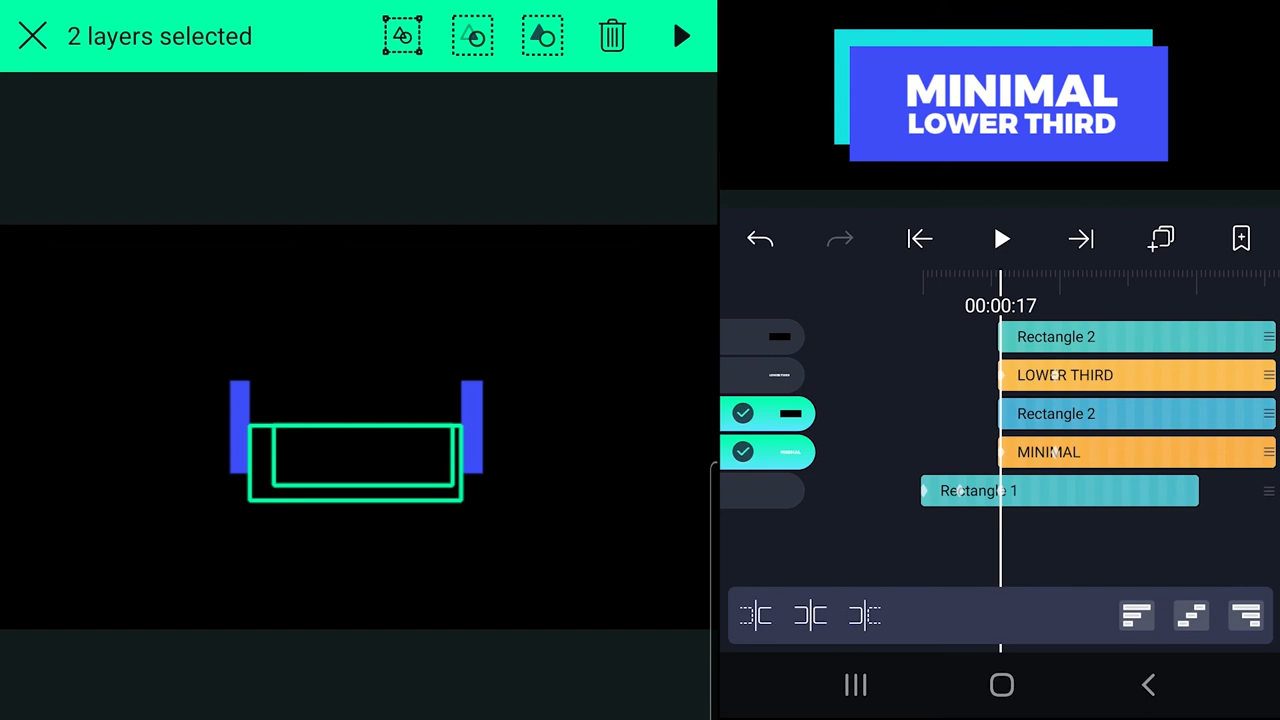 2 layers selected
MINIMAL
LOWER THIRD
00:00:17
Rectangle 2
LOWER THIRD
Rectangle 2
MINIMAL
Rectangle 1